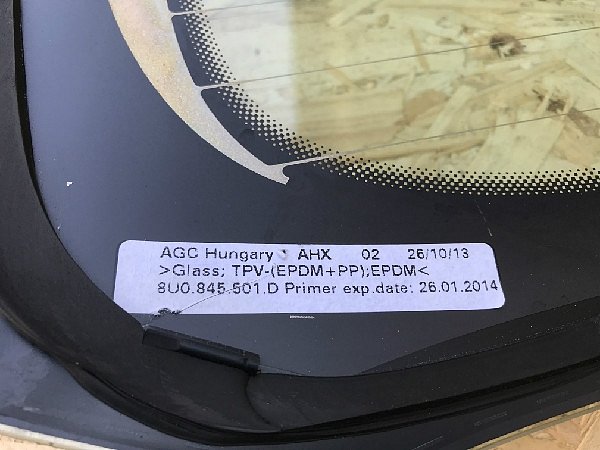 AGC Hungary AHX 02 26/10/13
>Glass; TPV-(EPDM+PP);EPDM<
8U0.845.501.D Primer exp.date: 26.01.2014